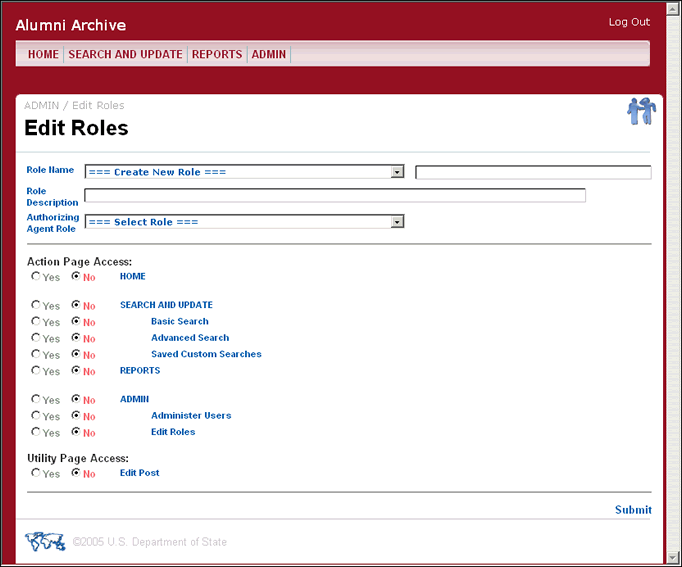 Alumni Archive
Log Out
HOME SEARCH AND UPDATE REPORTS ADMIN
ADMIN / Edit Roles
Edit Roles
Role Name === Create New Role ===
Role
Description
Authorizing
Agent Role === Select Role ===
Action Page Access:
Yes No HOME
Yes No SEARCH AND UPDATE
Yes No Basic Search
Yes No Advanced Search
Yes No Saved Custom Searches
Yes No REPORTS
Yes No ADMIN
Yes No Administer Users
Yes No Edit Roles
Utility Page Access:
Yes No Edit Post
Submit
©2005 U.S. Department of State